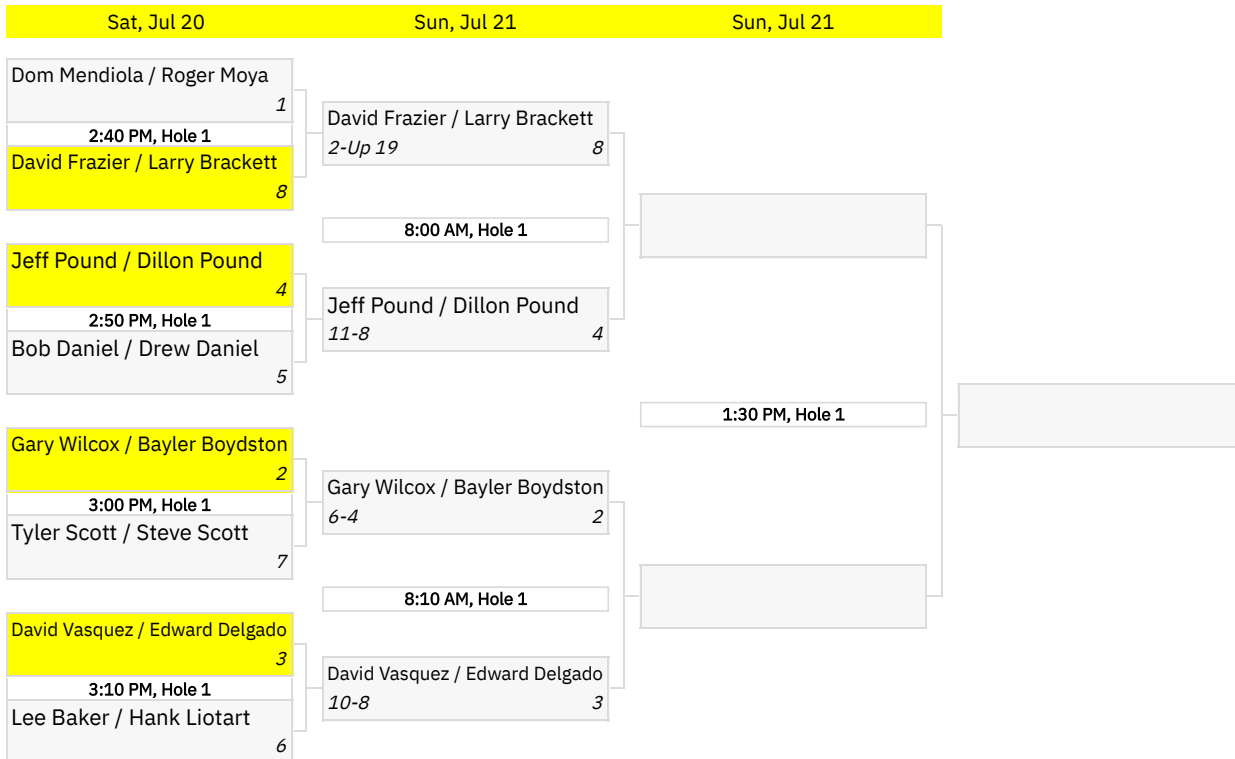 Sat, Jul 20
Sun, Jul 21
Sun, Jul 21
Dom Mendiola / Roger Moya
1
2:40 PM, Hole 1
David Frazier / Larry Brackett
8
Jeff Pound / Dillon Pound
4
2:50 PM, Hole 1
Bob Daniel / Drew Daniel
5
Gary Wilcox / Bayler Boydston
2
3:00 PM, Hole 1
Tyler Scott / Steve Scott
7
David Vasquez / Edward Delgado
3
3:10 PM, Hole 1
Lee Baker / Hank Liotart
6
David Frazier / Larry Brackett
2-Up 19 8
8:00 AM, Hole 1
Jeff Pound / Dillon Pound
11-8 4
Gary Wilcox / Bayler Boydston
6-4 2
8:10 AM, Hole 1
David Vasquez / Edward Delgado
10-8 3
1:30 PM, Hole 1